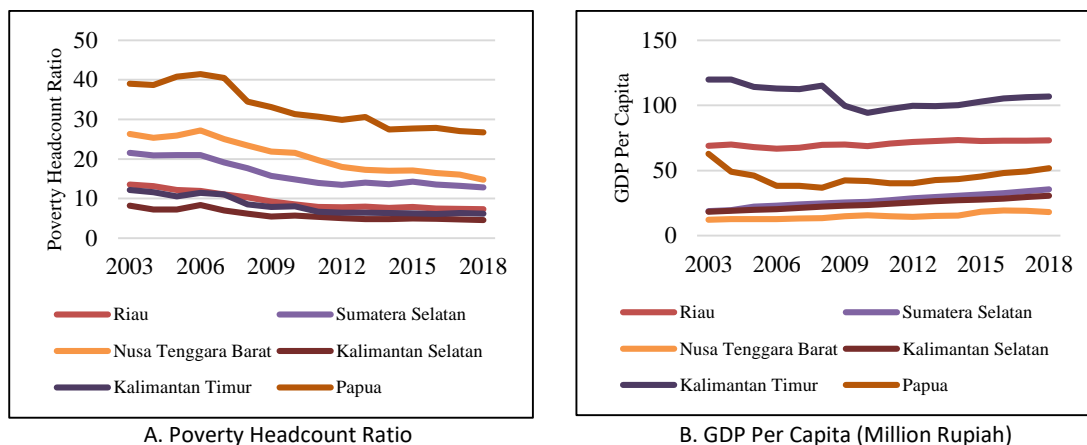 Poverty Headcount Ratio
50
40
30
20
10
0
2003 2006 2009 2012 2015 2018
Riau Sumatera Selatan
Nusa Tenggara Barat Kalimantan Selatan
Kalimantan Timur Papua
A. Poverty Headcount Ratio
GDP Per Capita
150
100
50
0
2003 2006 2009 2012 2015 2018
Riau Sumatera Selatan
Nusa Tenggara Barat Kalimantan Selatan
Kalimantan Timur Papua
B. GDP Per Capita (Million Rupiah)